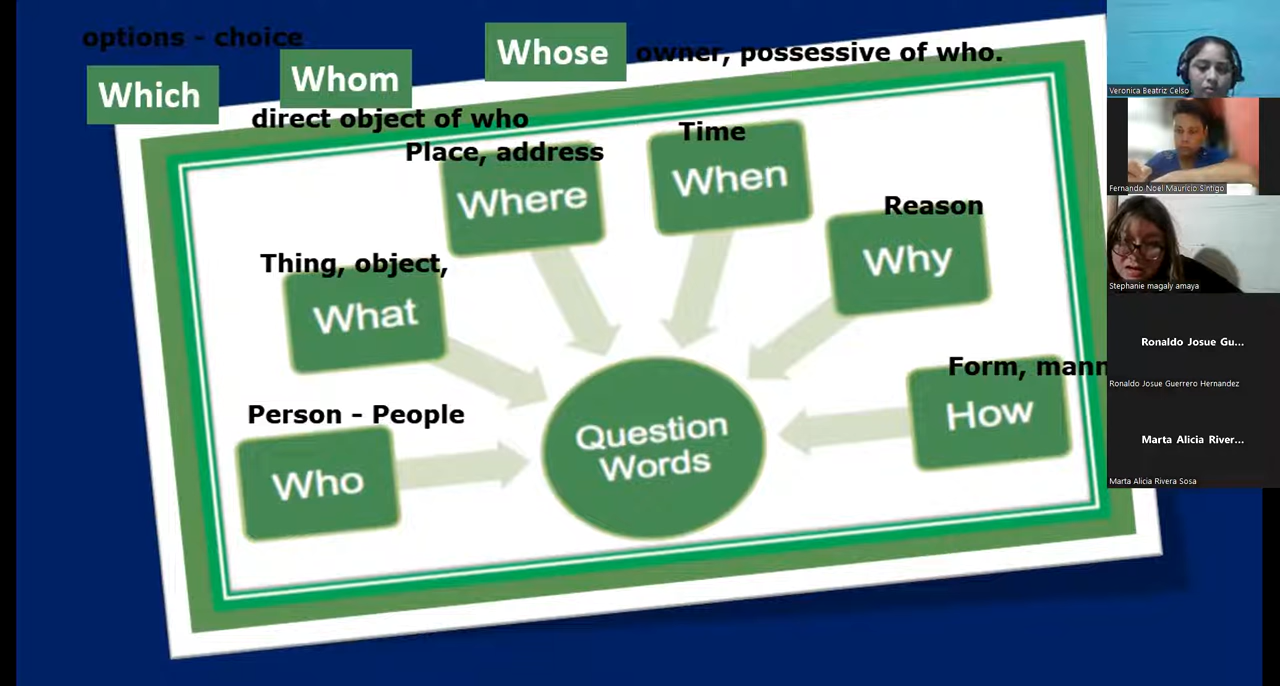 options - choice
Which
Whom
direct object of who
Whose
owner, possessive of who.
Place, address
Where
Time
When
Reason
Why
Thing, object,
What
Form, mann
How
Person - People
Who
Question
Words
Veronica Beatriz Celso
Fernando Noel Mauricio Sintigo
Stephanie magaly amaya
Ronaldo Josue Gu...
Ronaldo Josue Guerrero Hernandez
Marta Alicia River...
Marta Alicia Rivera Sosa